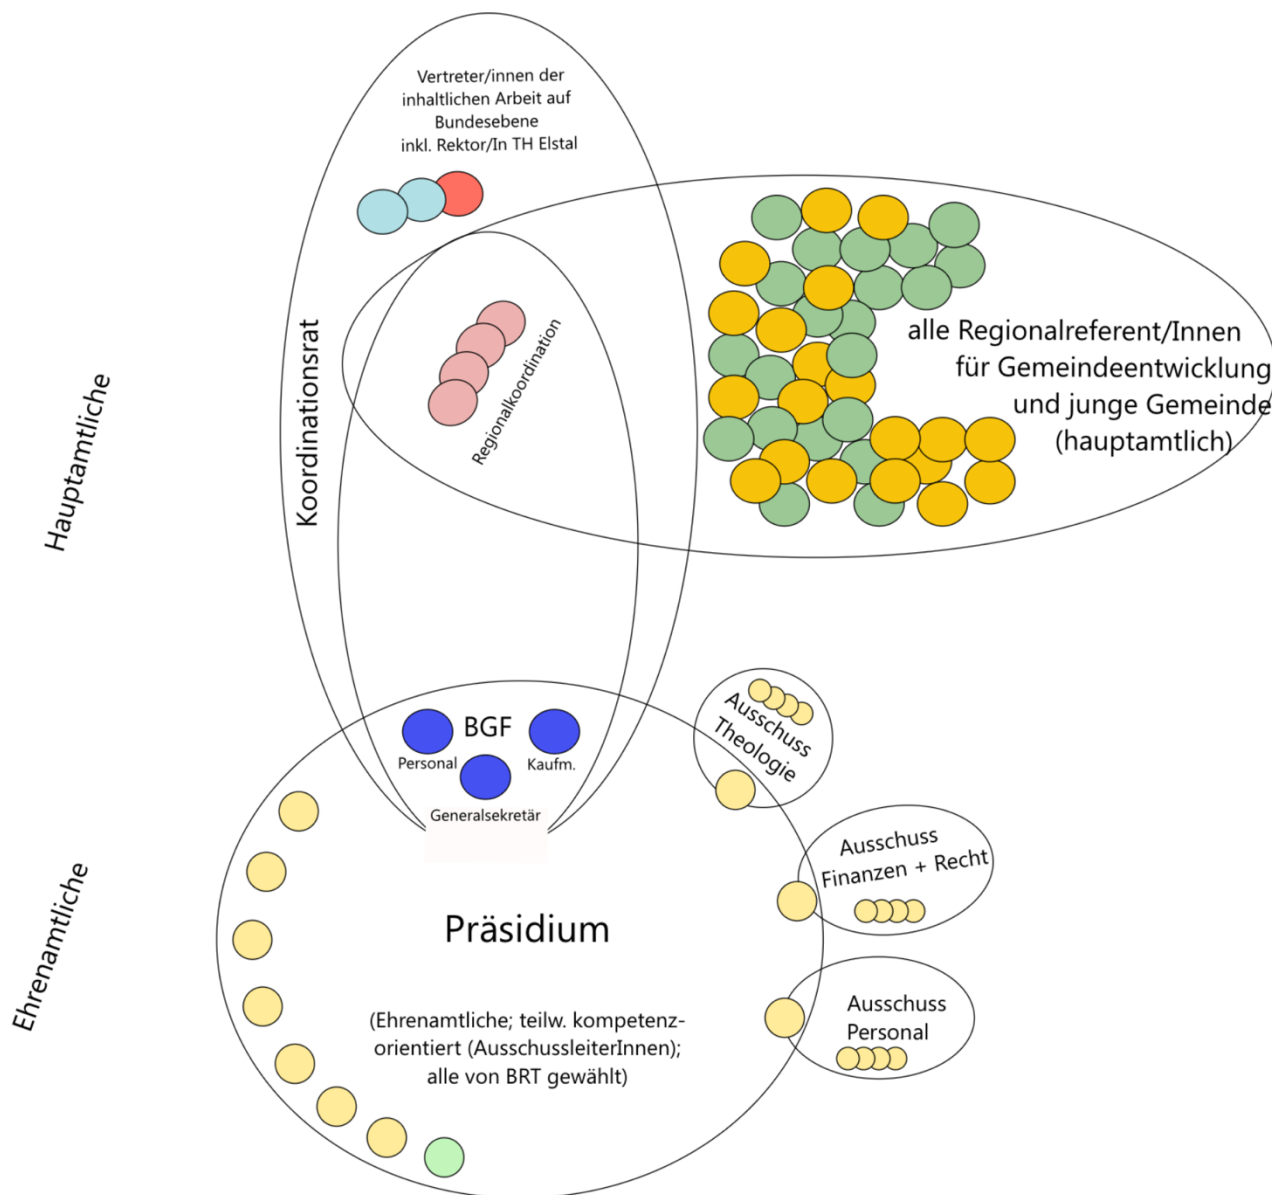 Vertreter/innen der
inhaltlichen Arbeit auf
Bundesebene
inkl. Rektor/In TH Elstal
Koordinationsrat
Regionalkoordination
alle Regionalreferent/Innen
für Gemeindeentwicklung
und junge Gemeinde
(hauptamtlich)
Hauptamtliche
BGF
Personal
Kaufm.
Generalsekretär
Ausschuss
Theologie
Ausschuss
Finanzen + Recht
Ausschuss
Personal
Ehrenamtliche
Präsidium
(Ehrenamtliche; teilw. kompetenz-
orientiert (AusschussleiterInnen);
alle von BRT gewählt)